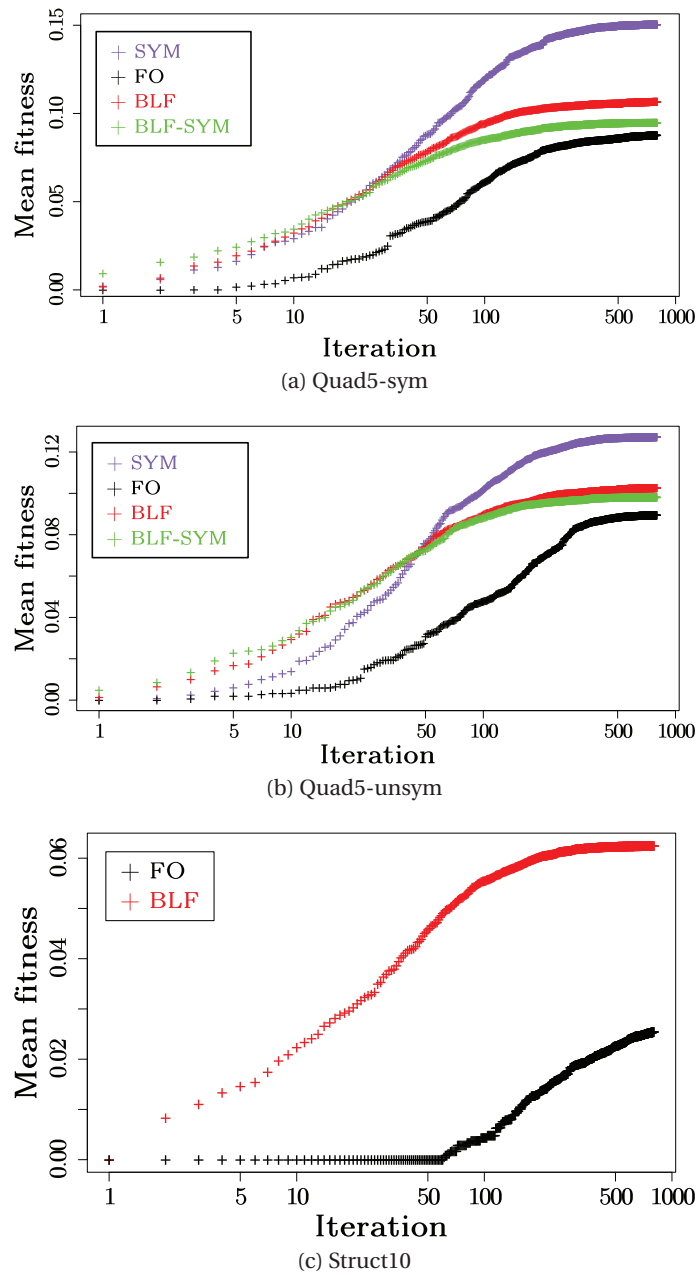 Mean fitness
0.15
0.10
0.05
0.00
SYM
FO
BLF
BLF-SYM
1 5 10 50 100 500 1000
Iteration
(a) Quad5-sym
Mean fitness
0.12
0.08
0.04
0.00
SYM
FO
BLF
BLF-SYM
1 5 10 50 100 500 1000
Iteration
(b) Quad5-unsym
Mean fitness
0.06
0.04
0.02
0.00
FO
BLF
1 5 10 50 100 500 1000
Iteration
(c) Struct10